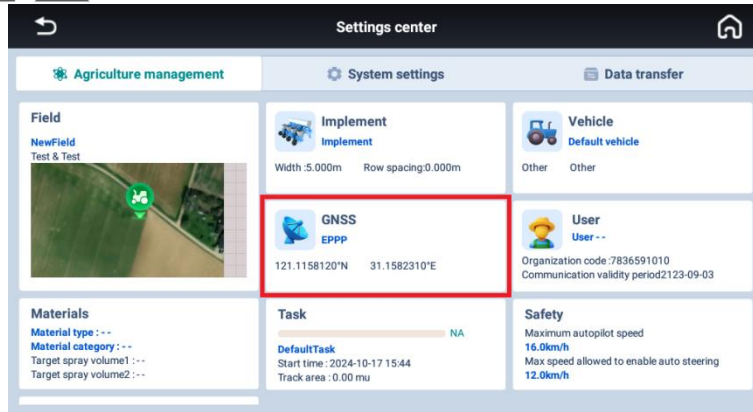 Settings center
Agriculture management
System settings
Data transfer
Field
NewField
Test & Test
Implement
Implement
Width :5.000m Row spacing:0.000m
Vehicle
Default vehicle
Other Other
GNSS
EPPP
121.1158120°N 31.1582310°E
User
User - -
Organization code :7836591010
Communication validity period2123-09-03
Materials
Material type : - -
Material category : - -
Target spray volume1 : - -
Target spray volume2 : - -
Task
NA
DefaultTask
Start time : 2024-10-17 15:44
Track area : 0.00 mu
Safety
Maximum autopilot speed
16.0km/h
Max speed allowed to enable auto steering
12.0km/h